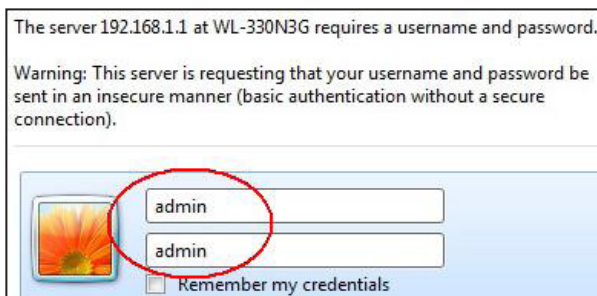 The server 192.168.1.1 at WL-330N3G requires a username and password.
Warning: This server is requesting that your username and password be
sent in an insecure manner (basic authentication without a secure
connection).
admin
admin
Remember my credentials